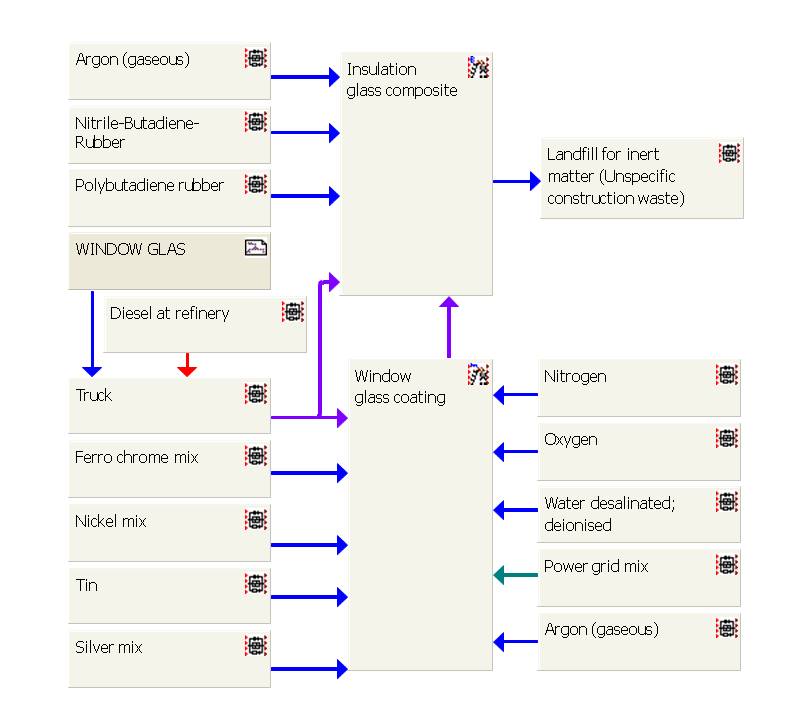 Argon (gaseous)
Insulation
glass composite
Nitrile-Butadiene-
Rubber
Polybutadiene rubber
Landfill for inert
matter (Unspecific
construction waste)
WINDOW GLAS
Diesel at refinery
Truck
Window
glass coating
Nitrogen
Ferro chrome mix
Oxygen
Nickel mix
Water desalinated;
deionised
Tin
Power grid mix
Silver mix
Argon (gaseous)